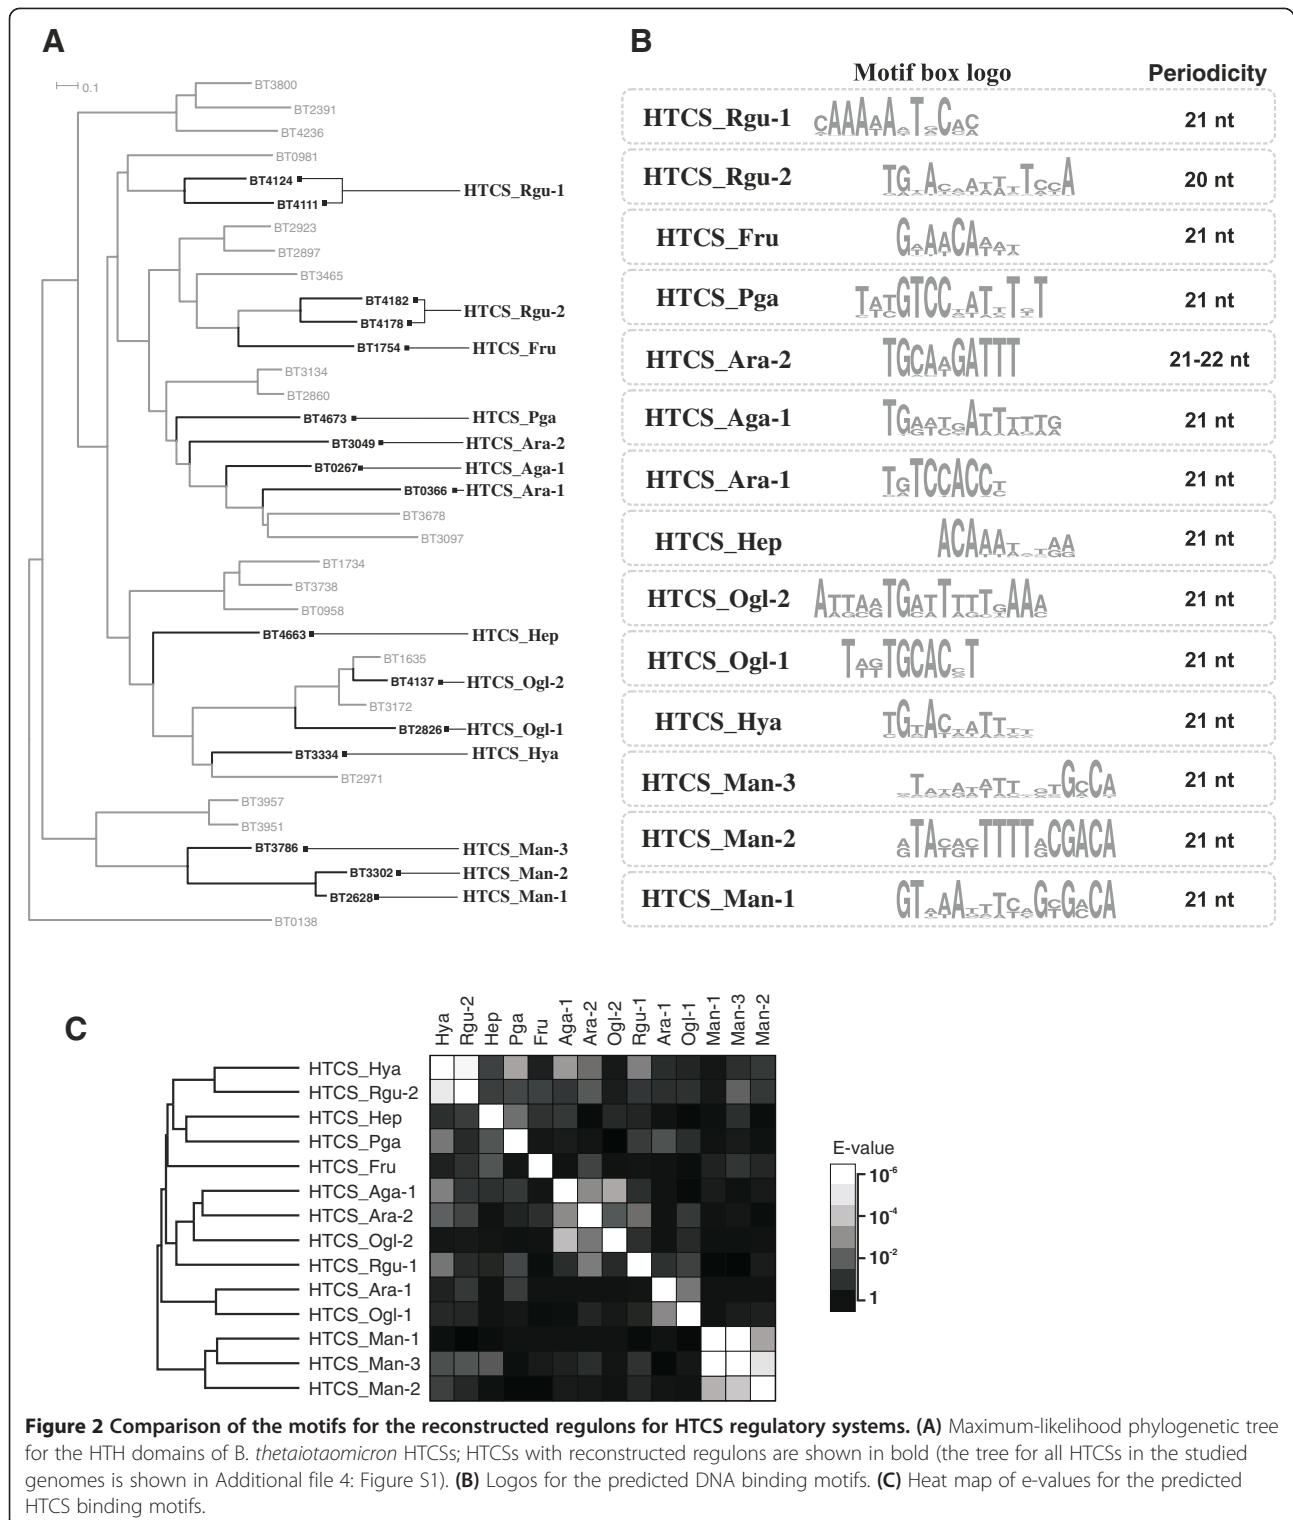 A
0.1
BT3800
BT2391
BT4236
BT0981
BT4124
BT4111
HTCS_Rgu-1
BT2923
BT2897
BT3465
BT4182
BT4178
HTCS_Rgu-2
BT1754
HTCS_Fru
BT3134
BT2860
BT4673
HTCS_Pga
BT3049
HTCS_Ara-2
BT0267
HTCS_Aga-1
BT0366
HTCS_Ara-1
BT3678
BT3097
BT1734
BT3738
BT0958
BT4663
HTCS_Hep
BT1635
BT4137
HTCS_Ogl-2
BT3172
BT2826
HTCS_Ogl-1
BT3334
HTCS_Hya
BT2971
BT3957
BT3951
BT3786
HTCS_Man-3
BT3302
HTCS_Man-2
BT2628
HTCS_Man-1
BT0138
B
Motif box logo Periodicity
HTCS_Rgu-1 21 nt
HTCS_Rgu-2 20 nt
HTCS_Fru 21 nt
HTCS_Pga 21 nt
HTCS_Ara-2 TGCAAGATTT 21-22 nt
HTCS_Aga-1 21 nt
HTCS_Ara-1 21 nt
HTCS_Hep 21 nt
HTCS_Ogl-2 21 nt
HTCS_Ogl-1 21 nt
HTCS_Hya 21 nt
HTCS_Man-3 21 nt
HTCS_Man-2 21 nt
HTCS_Man-1 21 nt
C
Hya Rgu-2 Hep Pga Fru Aga-1 Ara-2 Ogl-2 Rgu-1 Ara-1 Ogl-1 Man-1 Man-3 Man-2
HTCS_Hya
HTCS_Rgu-2
HTCS_Hep
HTCS_Pga
HTCS_Fru
HTCS_Aga-1
HTCS_Ara-2
HTCS_Ogl-2
HTCS_Rgu-1
HTCS_Ara-1
HTCS_Ogl-1
HTCS_Man-1
HTCS_Man-3
HTCS_Man-2
E-value
10⁻⁶
10⁻⁴
10⁻²
1
Figure 2 Comparison of the motifs for the reconstructed regulons for HTCS regulatory systems. (A) Maximum-likelihood phylogenetic tree
for the HTH domains of B. thetaiotaomicron HTCSs; HTCSs with reconstructed regulons are shown in bold (the tree for all HTCSs in the studied
genomes is shown in Additional file 4: Figure S1). (B) Logos for the predicted DNA binding motifs. (C) Heat map of e-values for the predicted
HTCS binding motifs.